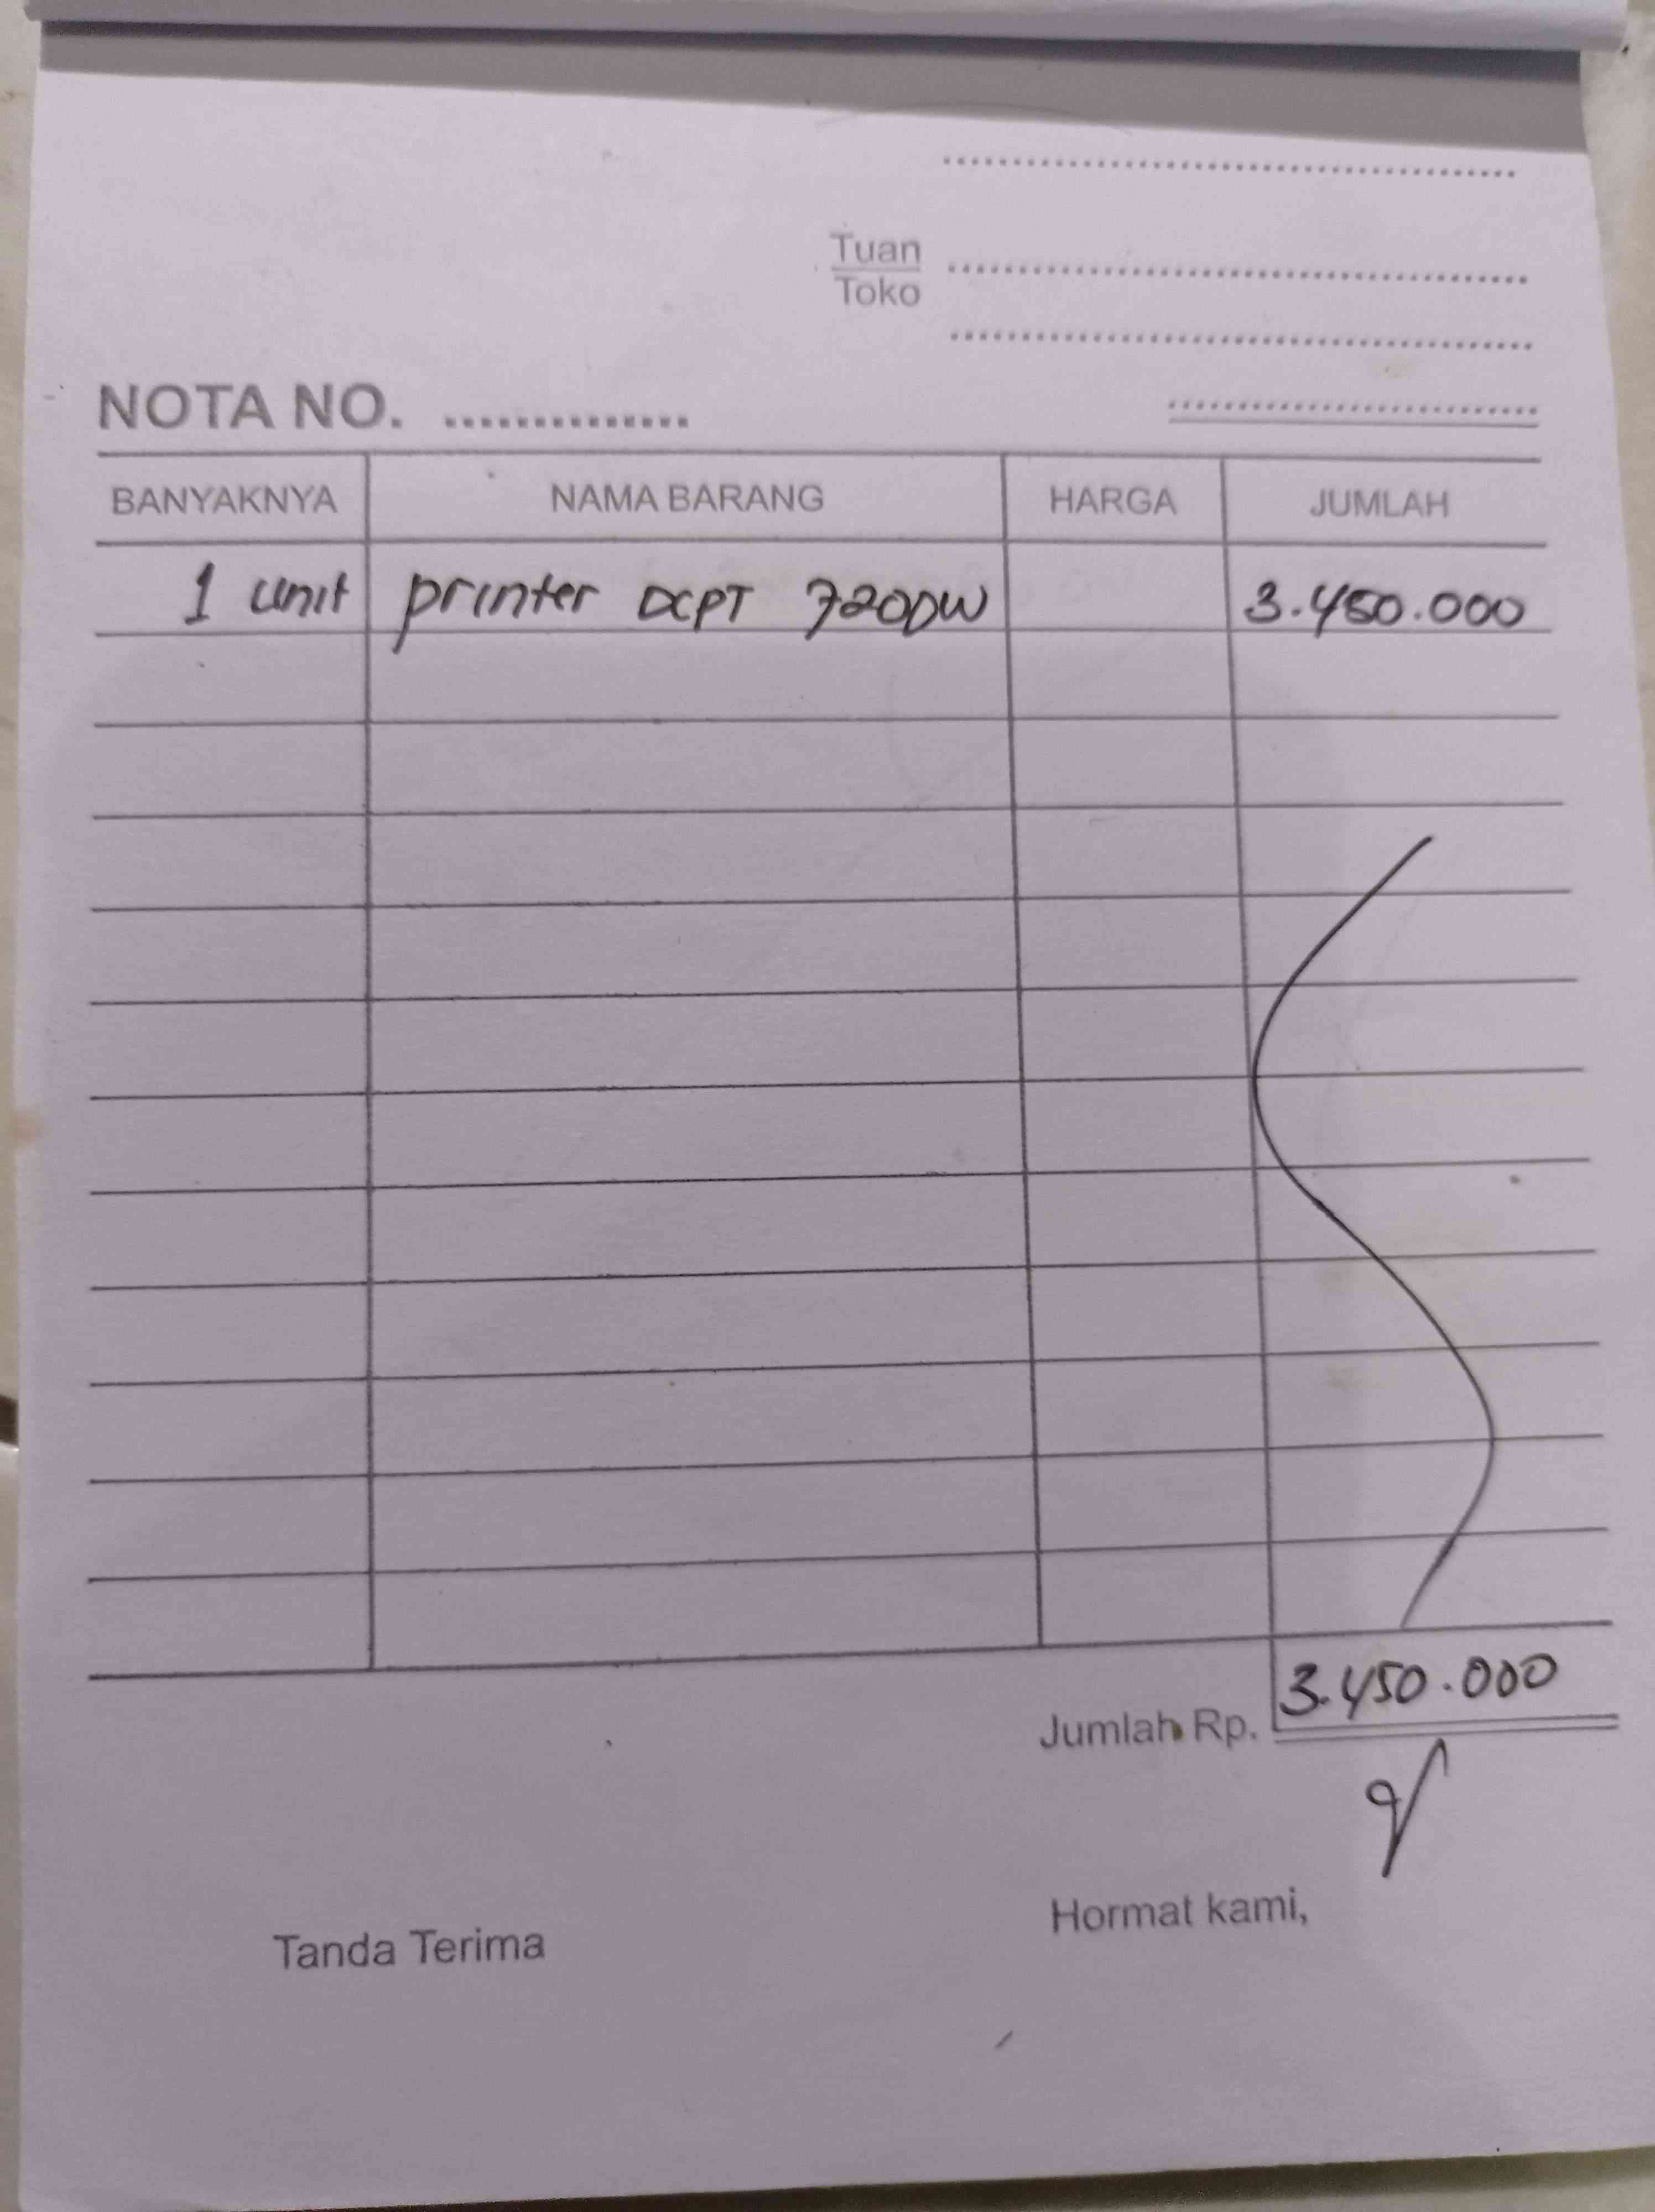 Tuan
Toko
NOTA NO. ..............
BANYAKNYA NAMA BARANG HARGA JUMLAH
1 unit printer DCPT 720DW 3.450.000
Jumlah Rp. 3.450.000
Hormat kami,
Tanda Terima